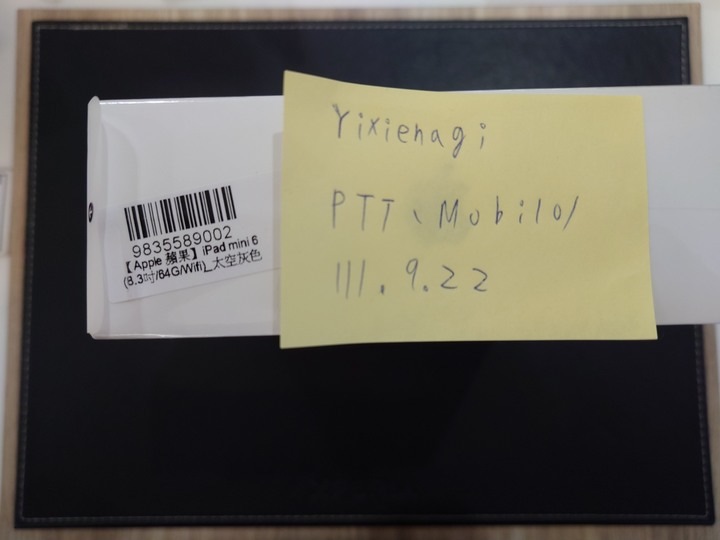 9835589002
【Apple 蘋果】iPad mini 6
(8.3吋/64G/Wifi)_太空灰色
Yixienagi
PTT、Mobile01
111.9.22